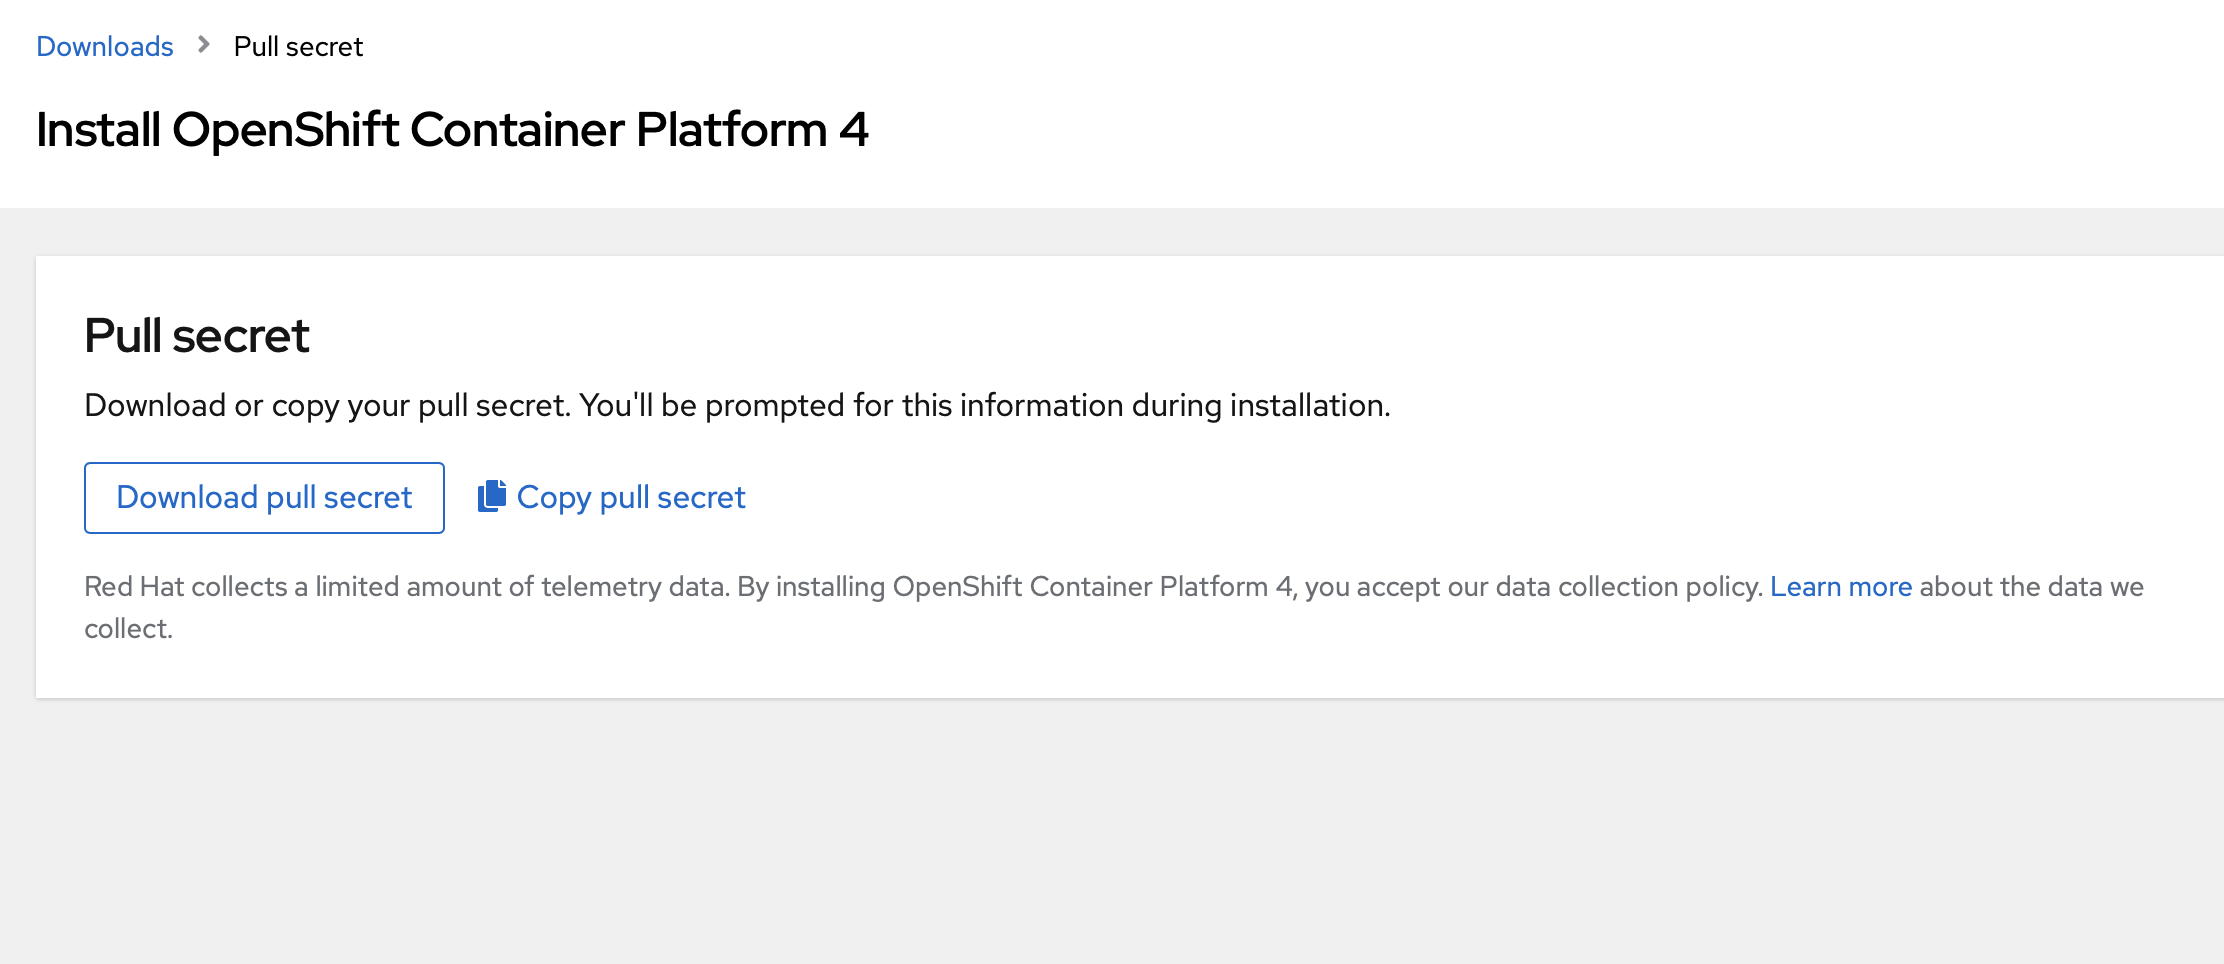 Downloads > Pull secret
Install OpenShift Container Platform 4
Pull secret
Download or copy your pull secret. You'll be prompted for this information during installation.
Download pull secret Copy pull secret
Red Hat collects a limited amount of telemetry data. By installing OpenShift Container Platform 4, you accept our data collection policy. Learn more about the data we
collect.